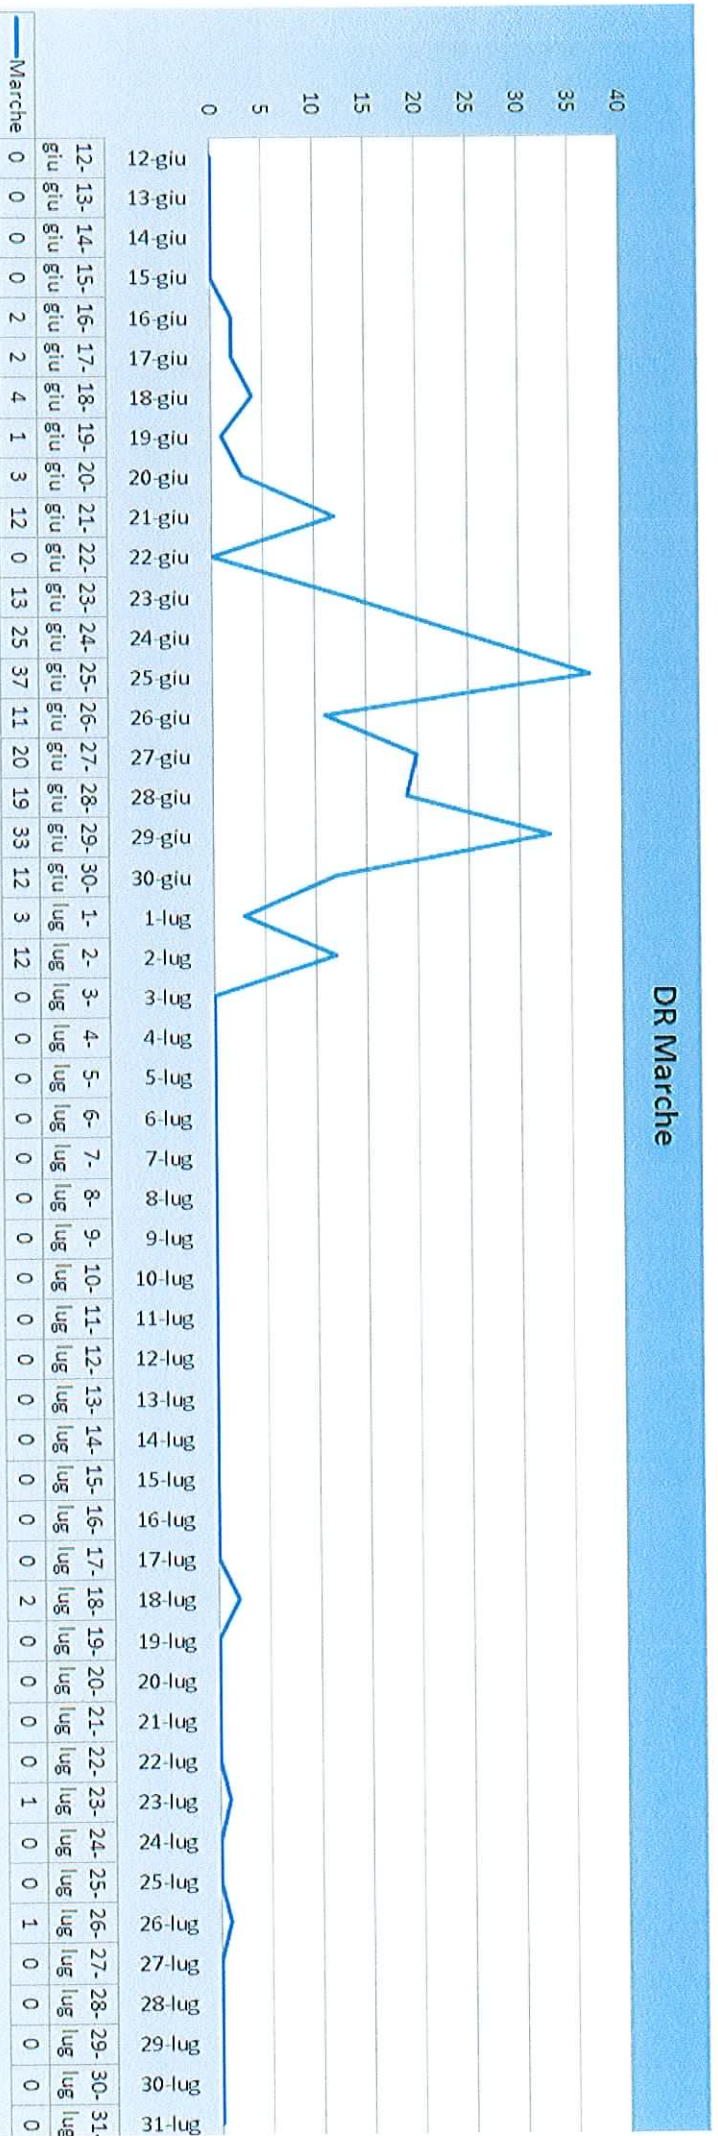 DR Marche
40
35
30
25
20
15
10
5
0
12-giu 13-giu 14-giu 15-giu 16-giu 17-giu 18-giu 19-giu 20-giu 21-giu 22-giu 23-giu 24-giu 25-giu 26-giu 27-giu 28-giu 29-giu 30-giu 1-lug 2-lug 3-lug 4-lug 5-lug 6-lug 7-lug 8-lug 9-lug 10-lug 11-lug 12-lug 13-lug 14-lug 15-lug 16-lug 17-lug 18-lug 19-lug 20-lug 21-lug 22-lug 23-lug 24-lug 25-lug 26-lug 27-lug 28-lug 29-lug 30-lug 31-lug
12- 13- 14- 15- 16- 17- 18- 19- 20- 21- 22- 23- 24- 25- 26- 27- 28- 29- 30- 1- 2- 3- 4- 5- 6- 7- 8- 9- 10- 11- 12- 13- 14- 15- 16- 17- 18- 19- 20- 21- 22- 23- 24- 25- 26- 27- 28- 29- 30- 31-
giu giu giu giu giu giu giu giu giu giu giu giu giu giu giu giu giu giu giu lug lug lug lug lug lug lug lug lug lug lug lug lug lug lug lug lug lug lug lug lug lug lug lug lug lug lug lug lug lug lug
Marche 0 0 0 0 2 2 4 1 3 12 0 13 25 37 11 20 19 33 12 3 12 0 0 0 0 0 0 0 0 0 0 0 0 0 0 0 2 0 0 0 0 1 0 0 1 0 0 0 0 0